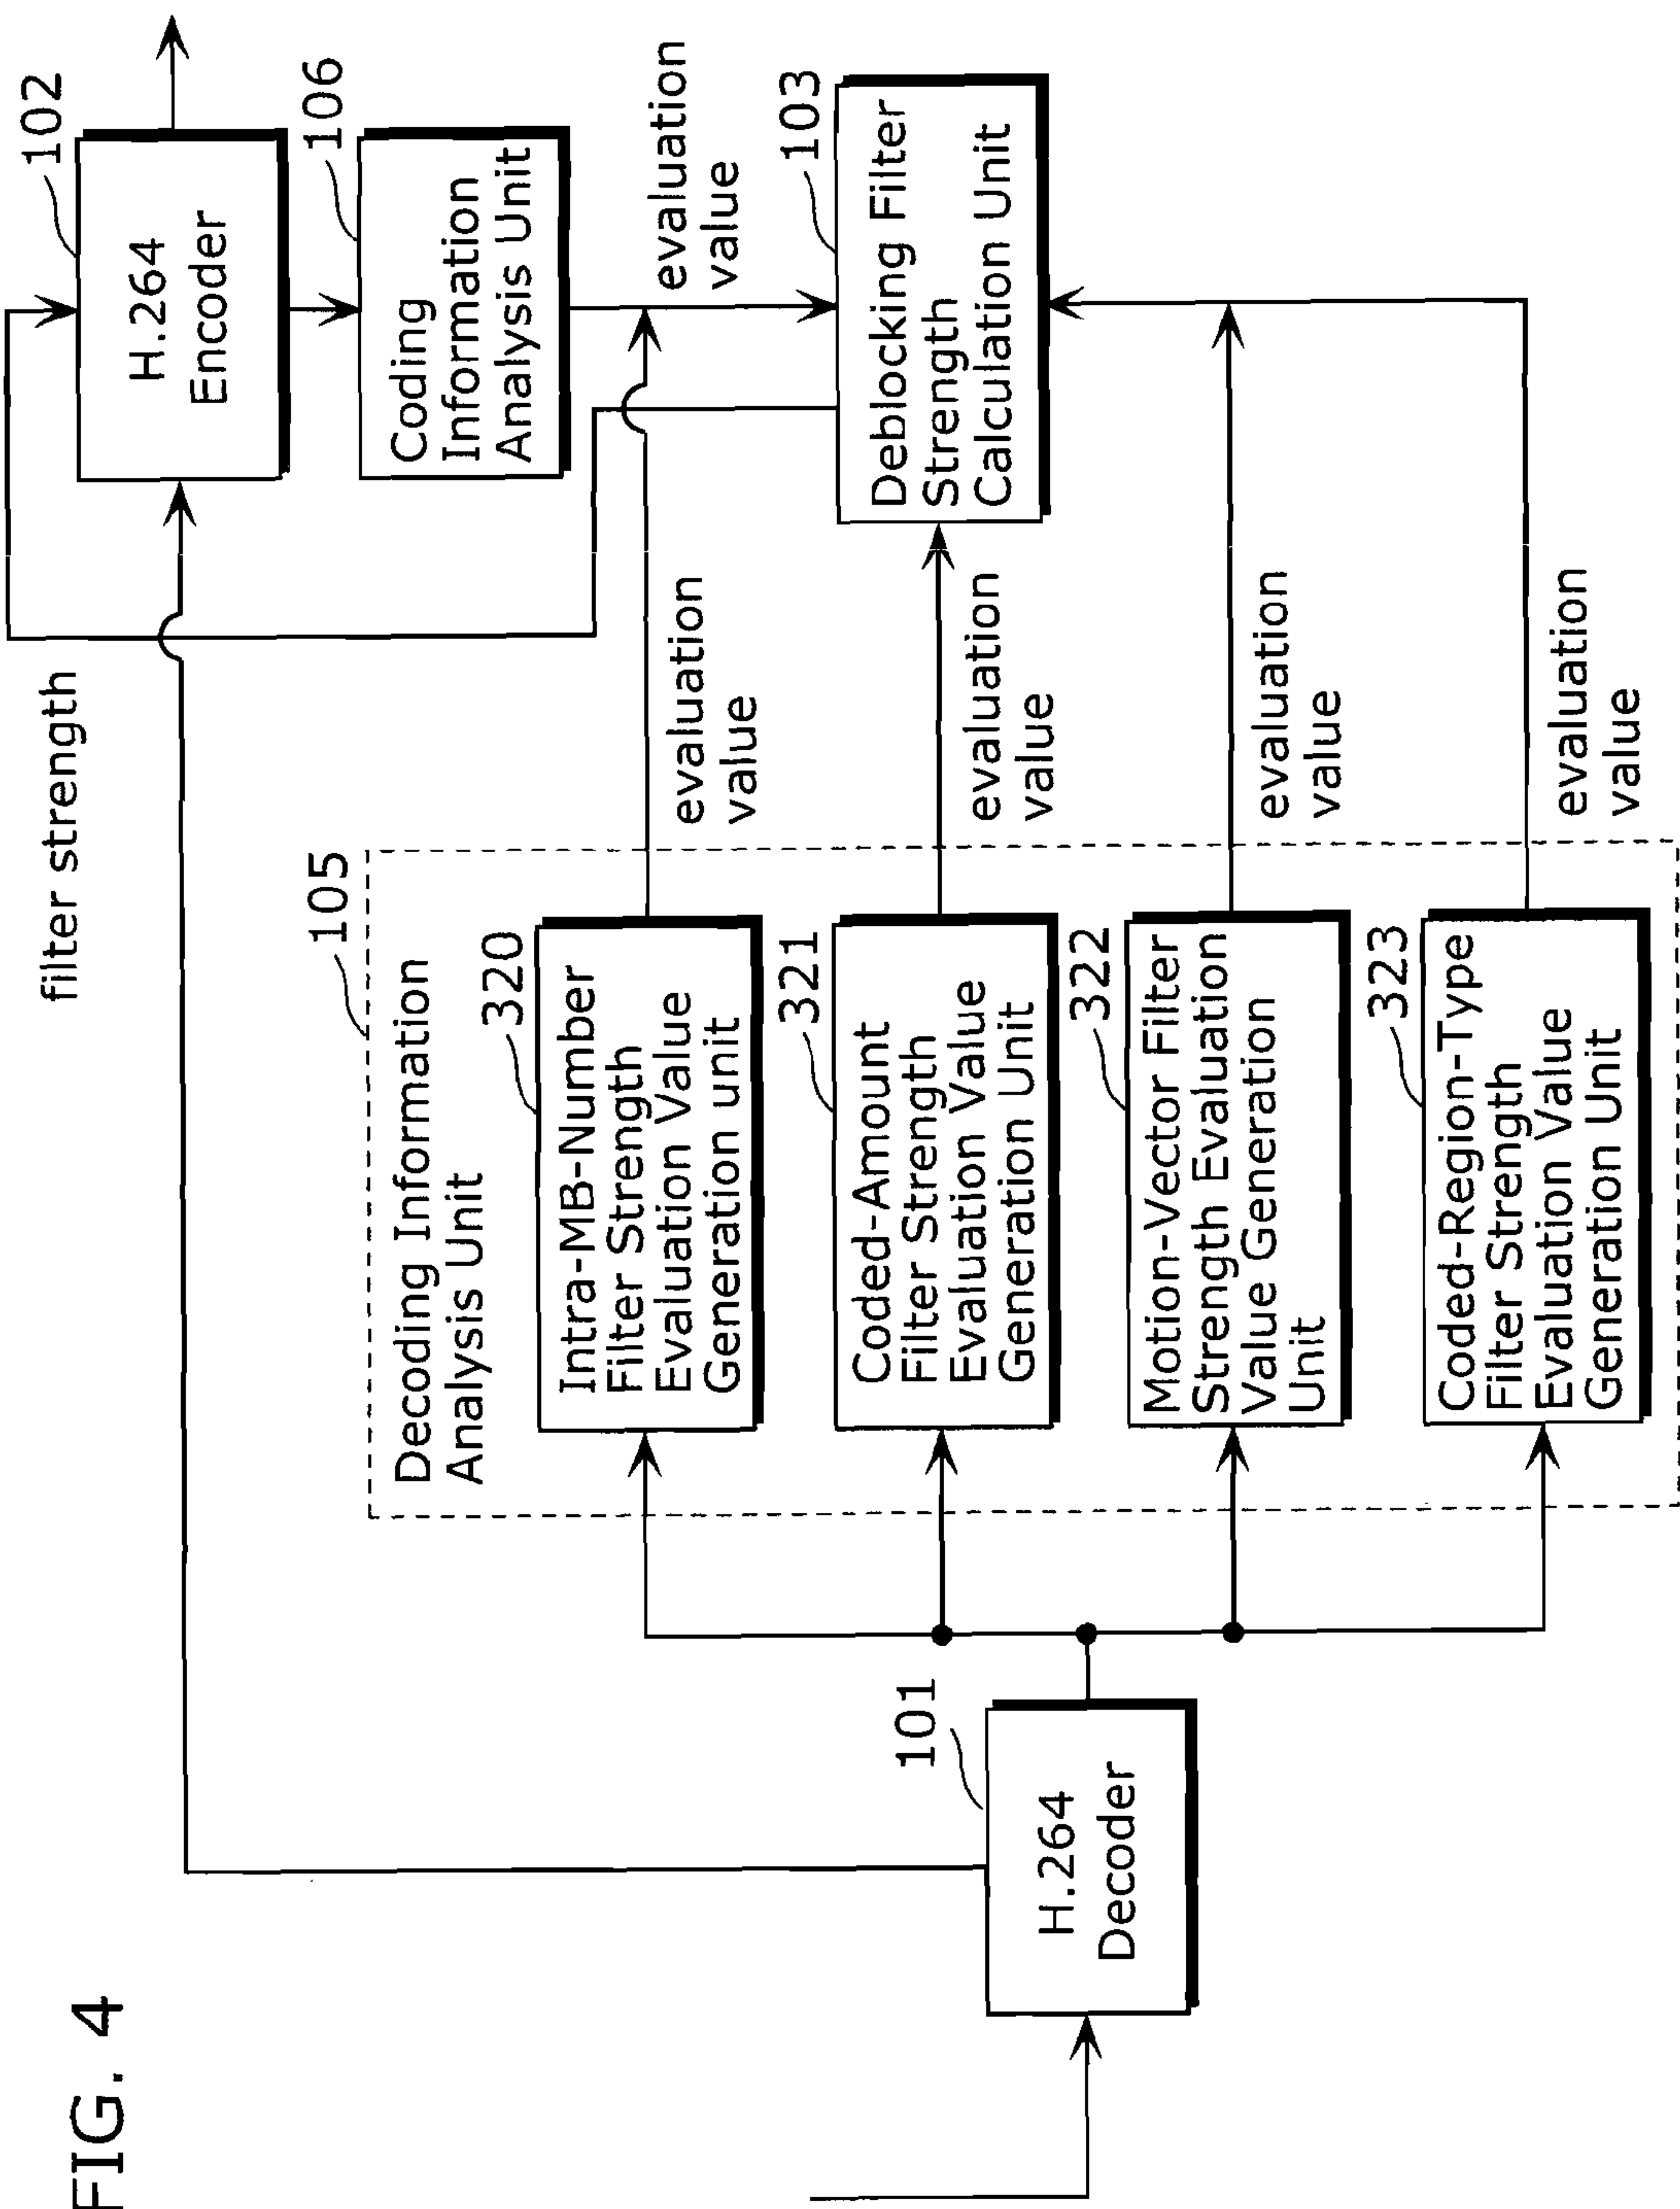 FIG. 4
filter strength
102
H.264
Encoder
106
Coding
Information
Analysis Unit
evaluation
value
105
Decoding Information
Analysis Unit
320
Intra-MB-Number
Filter Strength
Evaluation Value
Generation unit
evaluation
value
103
Deblocking Filter
Strength
Calculation Unit
321
Coded-Amount
Filter Strength
Evaluation Value
Generation Unit
evaluation
value
101
H.264
Decoder
322
Motion-Vector Filter
Strength Evaluation
Value Generation
Unit
evaluation
value
323
Coded-Region-Type
Filter Strength
Evaluation Value
Generation Unit
evaluation
value